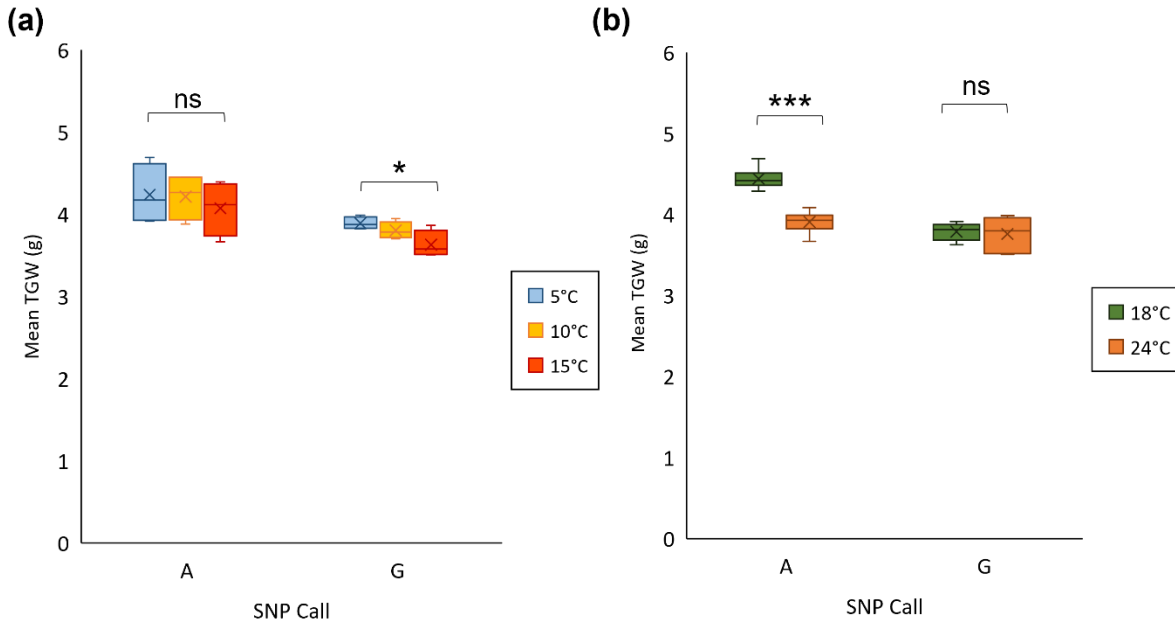 (a)
6
5
4
3
2
1
0
Mean TGW (g)
ns
*
A
G
SNP Call
5°C
10°C
15°C
(b)
6
5
4
3
2
1
0
Mean TGW (g)
***
ns
A
G
SNP Call
18°C
24°C